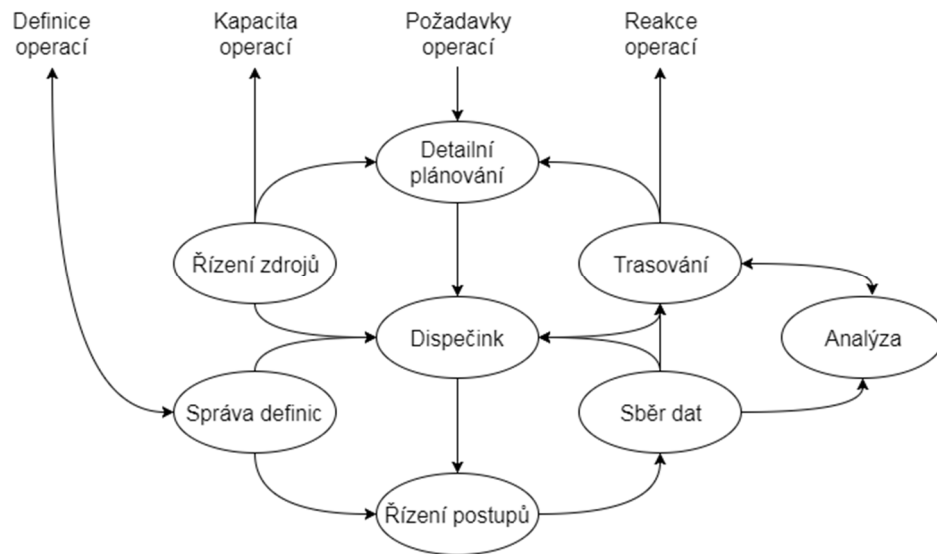 Definice
operací
Kapacita
operací
Požadavky
operací
Reakce
operací
Detailní
plánování
Řízení zdrojů
Trasování
Dispečink
Analýza
Správa definic
Sběr dat
Řízení postupů